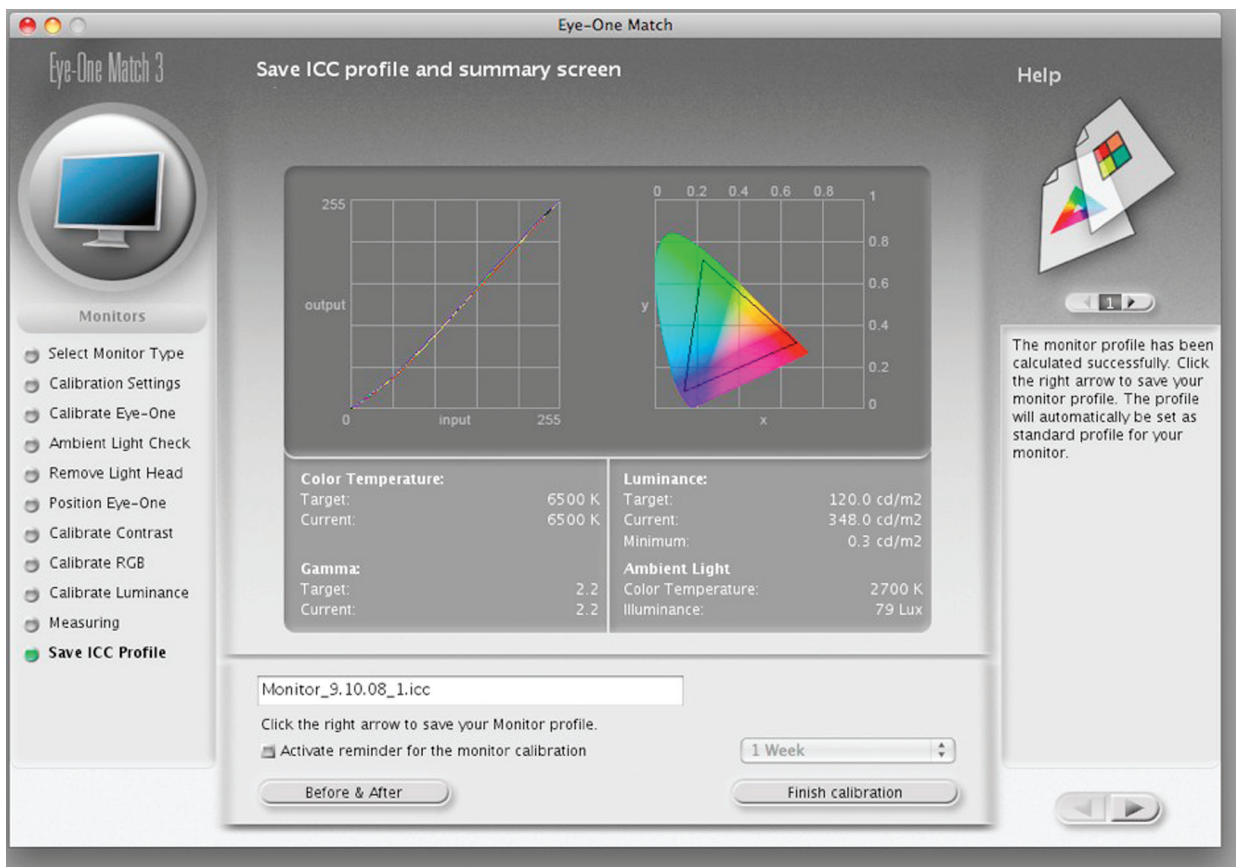 Eye-One Match
Eye-One Match 3
Save ICC profile and summary screen
Help
Monitors
Select Monitor Type
Calibration Settings
Calibrate Eye-One
Ambient Light Check
Remove Light Head
Position Eye-One
Calibrate Contrast
Calibrate RGB
Calibrate Luminance
Measuring
Save ICC Profile
255
output
0 input 255
0 0.2 0.4 0.6 0.8
1
0.8
0.6
y
0.4
0.2
0
x
Color Temperature:
Target: 6500 K
Current: 6500 K
Gamma:
Target: 2.2
Current: 2.2
Luminance:
Target: 120.0 cd/m2
Current: 348.0 cd/m2
Minimum: 0.3 cd/m2
Ambient Light
Color Temperature: 2700 K
Illuminance: 79 Lux
Monitor_9.10.08_1.icc
Click the right arrow to save your Monitor profile.
Activate reminder for the monitor calibration
1 Week
Before & After
Finish calibration
1
The monitor profile has been
calculated successfully. Click
the right arrow to save your
monitor profile. The profile
will automatically be set as
standard profile for your
monitor.